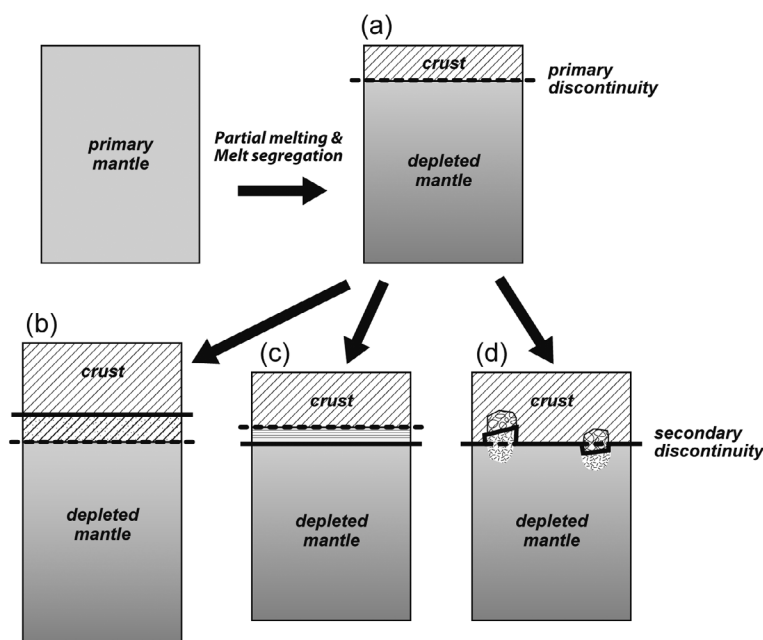 (a)
crust
primary
discontinuity
primary
mantle
Partial melting &
Melt segregation
depleted
mantle
(b)
crust
depleted
mantle
(c)
crust
depleted
mantle
(d)
crust
secondary
discontinuity
depleted
mantle